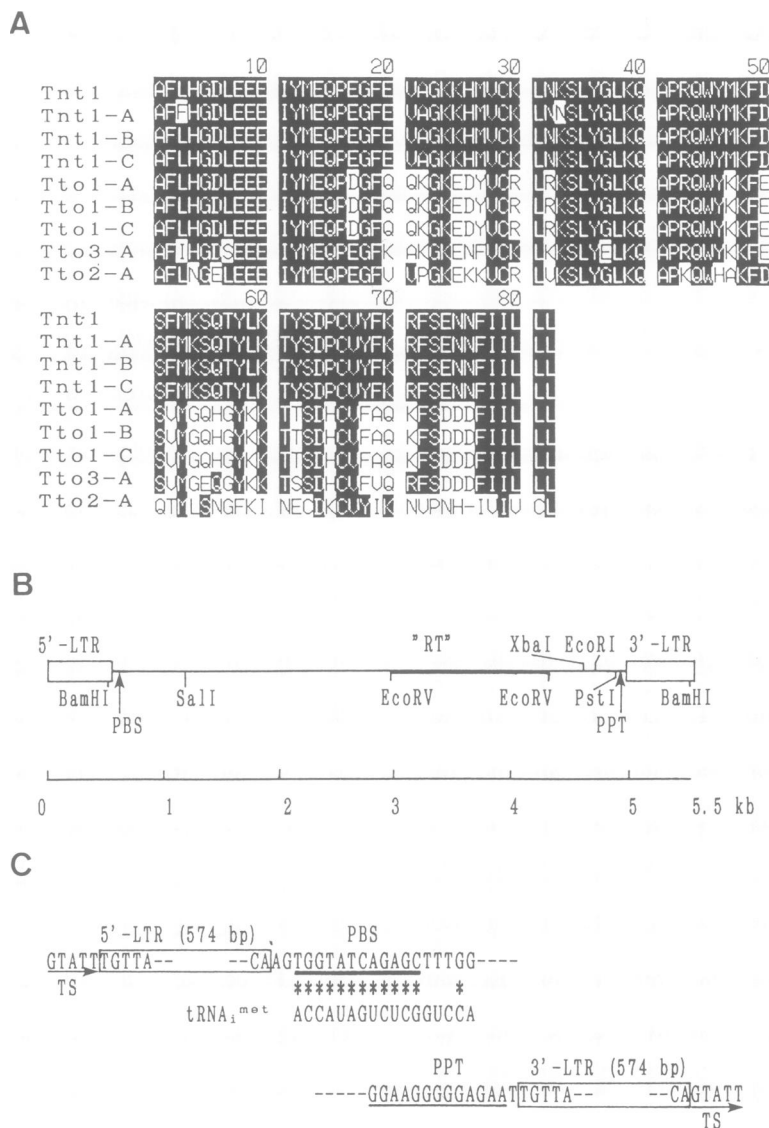 A
10 20 30 40 50
Tnt1 AFLHGDLEEE IYMEQPEGFE VAGKKHMVCK LNKSLYGLKQ APRQWYMKFD
Tnt1-A AFFHGDLEEE IYMEQPEGFE VAGKKHMVCK LNNSLYGLKQ APRQWYMKFD
Tnt1-B AFLHGDLEEE IYMEQPEGFE VAGKKHMVCK LNKSLYGLKQ APRQWYMKFD
Tnt1-C AFLHGDLEEE IYMEQPEGFE VAGKKHMVCK LNKSLYGLKQ APRQWYMKFD
Tto1-A AFLHGDLEEE IYMEQPDGFQ QKGKEDYVCR LRKSLYGLKQ APRQWYKKFE
Tto1-B AFLHGDLEEE IYMEQPDGFQ QKGKEDYVCR LRKSLYGLKQ APRQWYKKFE
Tto1-C AFLHGDLEEE IYMEQPDGFQ QKGKEDYVCR LRKSLYGLKQ APRQWYKKFE
Tto3-A AFIHGDSEEE IYMEQPEGFK AKGKENFVCK LKKSLYELKQ APRQWYKKFE
Tto2-A AFLNGELEEE IYMEQPEGFV VPGKEKKVCR LVKSLYGLKQ APKQWHAKFD
60 70 80
Tnt1 SFMKSQTYLK TYSDPCVYFK RFSENNFIIL LL
Tnt1-A SFMKSQTYLK TYSDPCVYFK RFSENNFIIL LL
Tnt1-B SFMKSQTYLK TYSDPCVYFK RFSENNFIIL LL
Tnt1-C SFMKSQTYLK TYSDPCVYFK RFSENNFIIL LL
Tto1-A SVMGQHGYKK TTSDHCVFAQ KFSDDDFIIL LL
Tto1-B SVMGQHGYKK TTSDHCVFAQ KFSDDDFIIL LL
Tto1-C SVMGQHGYKK TTSDHCVFAQ KFSDDDFIIL LL
Tto3-A SVMGEQGYKK TSSDHCVFVQ RFSDDDFIIL LL
Tto2-A QTMLSNGFKI NECDKCVYIK NVPNH-IVIV CL
B
5'-LTR "RT" XbaI EcoRI 3'-LTR
BamHI SalI EcoRV EcoRV PstI BamHI
PBS PPT
0 1 2 3 4 5 5.5 kb
C
5'-LTR (574 bp) PBS
GTATTTGTTA-- --CAAGTGGTATCAGAGCTTTGG----
TS ************ *
tRNAᵢᵐᵉᵗ ACCAUAGUCUCGGUCCA
PPT 3'-LTR (574 bp)
-----GGAAGGGGGAGAATTGTTA-- --CAGTATT
TS